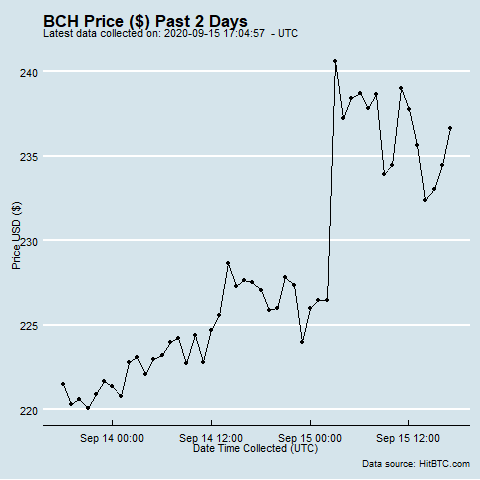 BCH Price ($) Past 2 Days
Latest data collected on: 2020-09-15 17:04:57  - UTC
240
235
230
225
220
Price USD ($)
Sep 14 00:00
Sep 14 12:00
Sep 15 00:00
Sep 15 12:00
Date Time Collected (UTC)
Data source: HitBTC.com